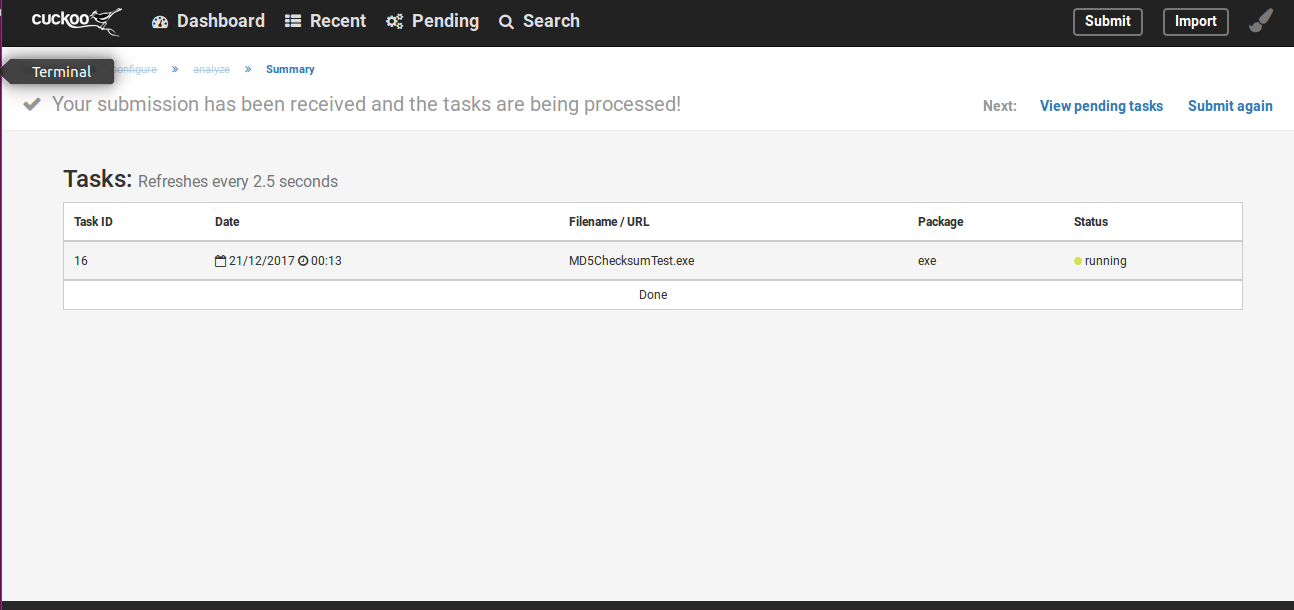 cuckoo Dashboard Recent Pending Search Submit Import
Terminal onfigure » analyze » Summary
Your submission has been received and the tasks are being processed! Next: View pending tasks Submit again
Tasks: Refreshes every 2.5 seconds
Task ID Date Filename / URL Package Status
16 21/12/2017 00:13 MD5ChecksumTest.exe exe running
Done